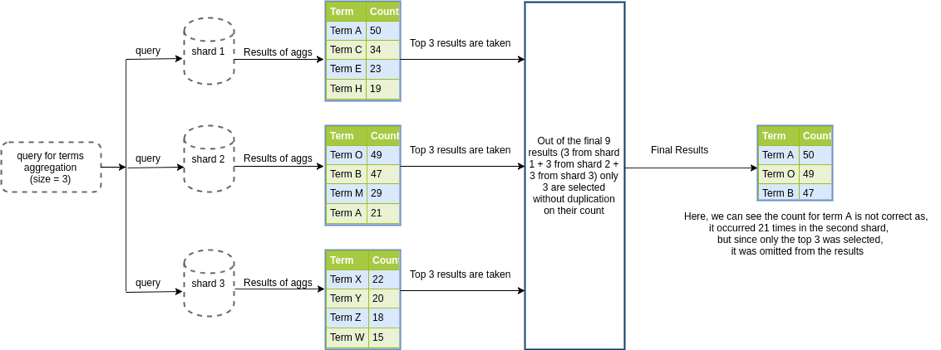 query for terms
aggregation
(size = 3)
query
shard 1
Results of aggs
Term Count
Term A 50
Term C 34
Term E 23
Term H 19
Top 3 results are taken
query
shard 2
Results of aggs
Term Count
Term O 49
Term B 47
Term M 29
Term A 21
Top 3 results are taken
query
shard 3
Results of aggs
Term Count
Term X 22
Term Y 20
Term Z 18
Term W 15
Top 3 results are taken
Out of the final 9
results (3 from shard
1 + 3 from shard 2 +
3 from shard 3) only
3 are selected
without duplication
on their count
Final Results
Term Count
Term A 50
Term O 49
Term B 47
Here, we can see the count for term A is not correct as,
it occurred 21 times in the second shard,
but since only the top 3 was selected,
it was omitted from the results